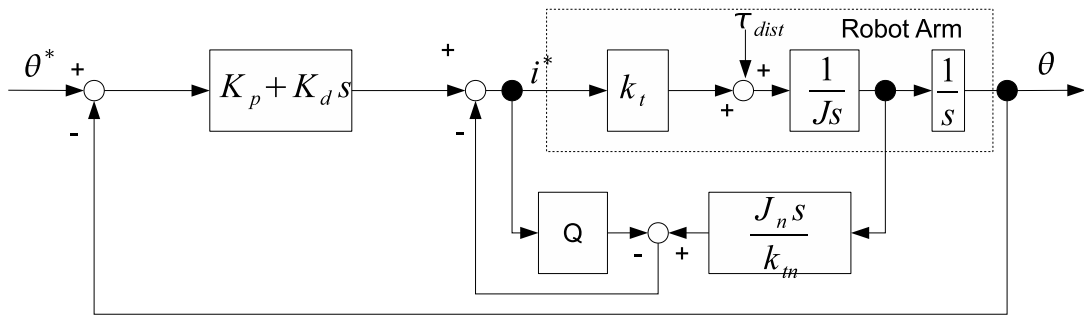 τ_dist Robot Arm
θ* + K_p + K_d s + i* k_t + + 1/Js 1/s θ
- -
Q J_n s / k_tn
- +